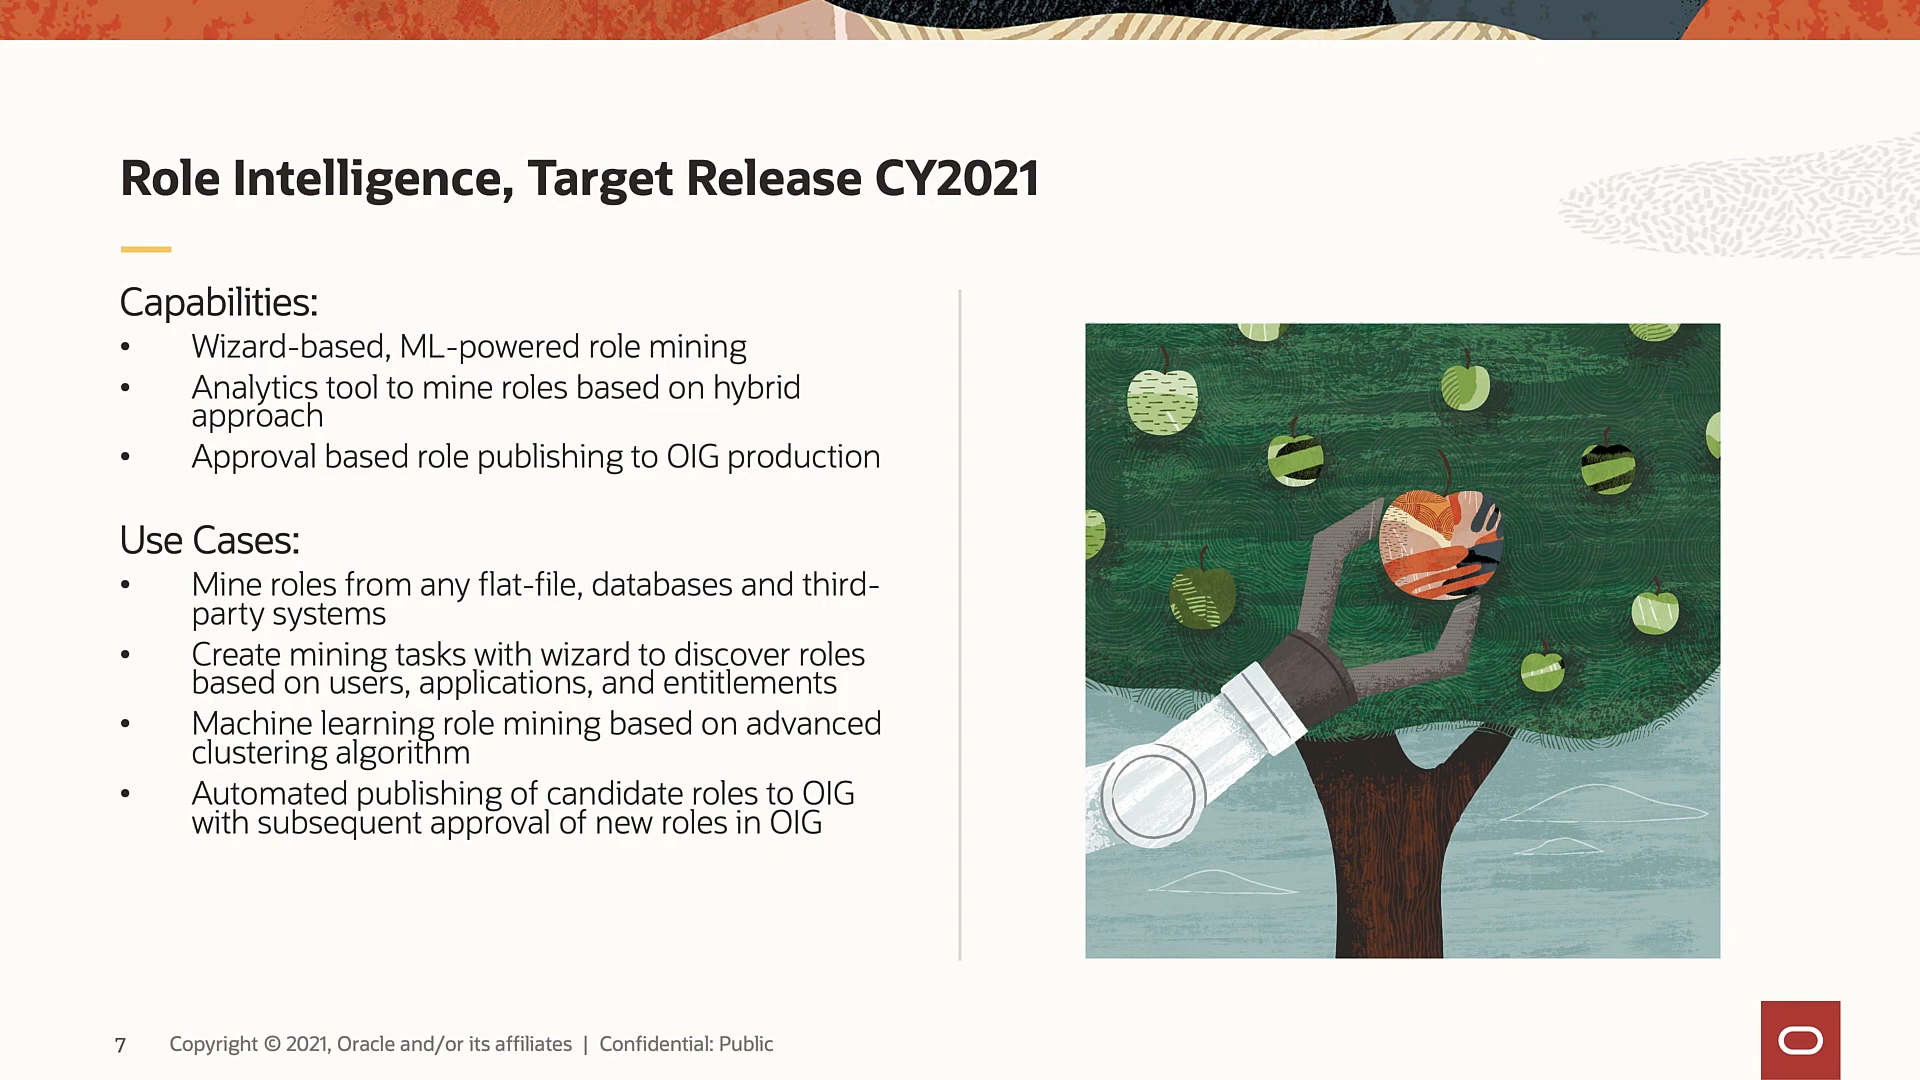 Role Intelligence, Target Release CY2021
Capabilities:
• Wizard-based, ML-powered role mining
• Analytics tool to mine roles based on hybrid
approach
• Approval based role publishing to OIG production
Use Cases:
• Mine roles from any flat-file, databases and third-
party systems
• Create mining tasks with wizard to discover roles
based on users, applications, and entitlements
• Machine learning role mining based on advanced
clustering algorithm
• Automated publishing of candidate roles to OIG
with subsequent approval of new roles in OIG
7 Copyright © 2021, Oracle and/or its affiliates | Confidential: Public